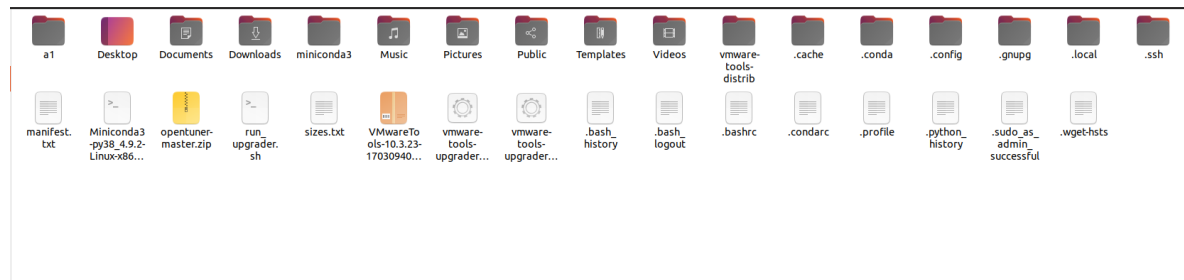 a1
Desktop
Documents
Downloads
miniconda3
Music
Pictures
Public
Templates
Videos
vmware-
tools-
distrib
.cache
.conda
.config
.gnupg
.local
.ssh
manifest.
txt
Miniconda3
-py38_4.9.2-
Linux-x86...
opentuner-
master.zip
run_
upgrader.
sh
sizes.txt
VMwareTo
ols-10.3.23-
17030940...
vmware-
tools-
upgrader...
vmware-
tools-
upgrader...
.bash_
history
.bash_
logout
.bashrc
.condarc
.profile
.python_
history
.sudo_as_
admin_
successful
.wget-hsts